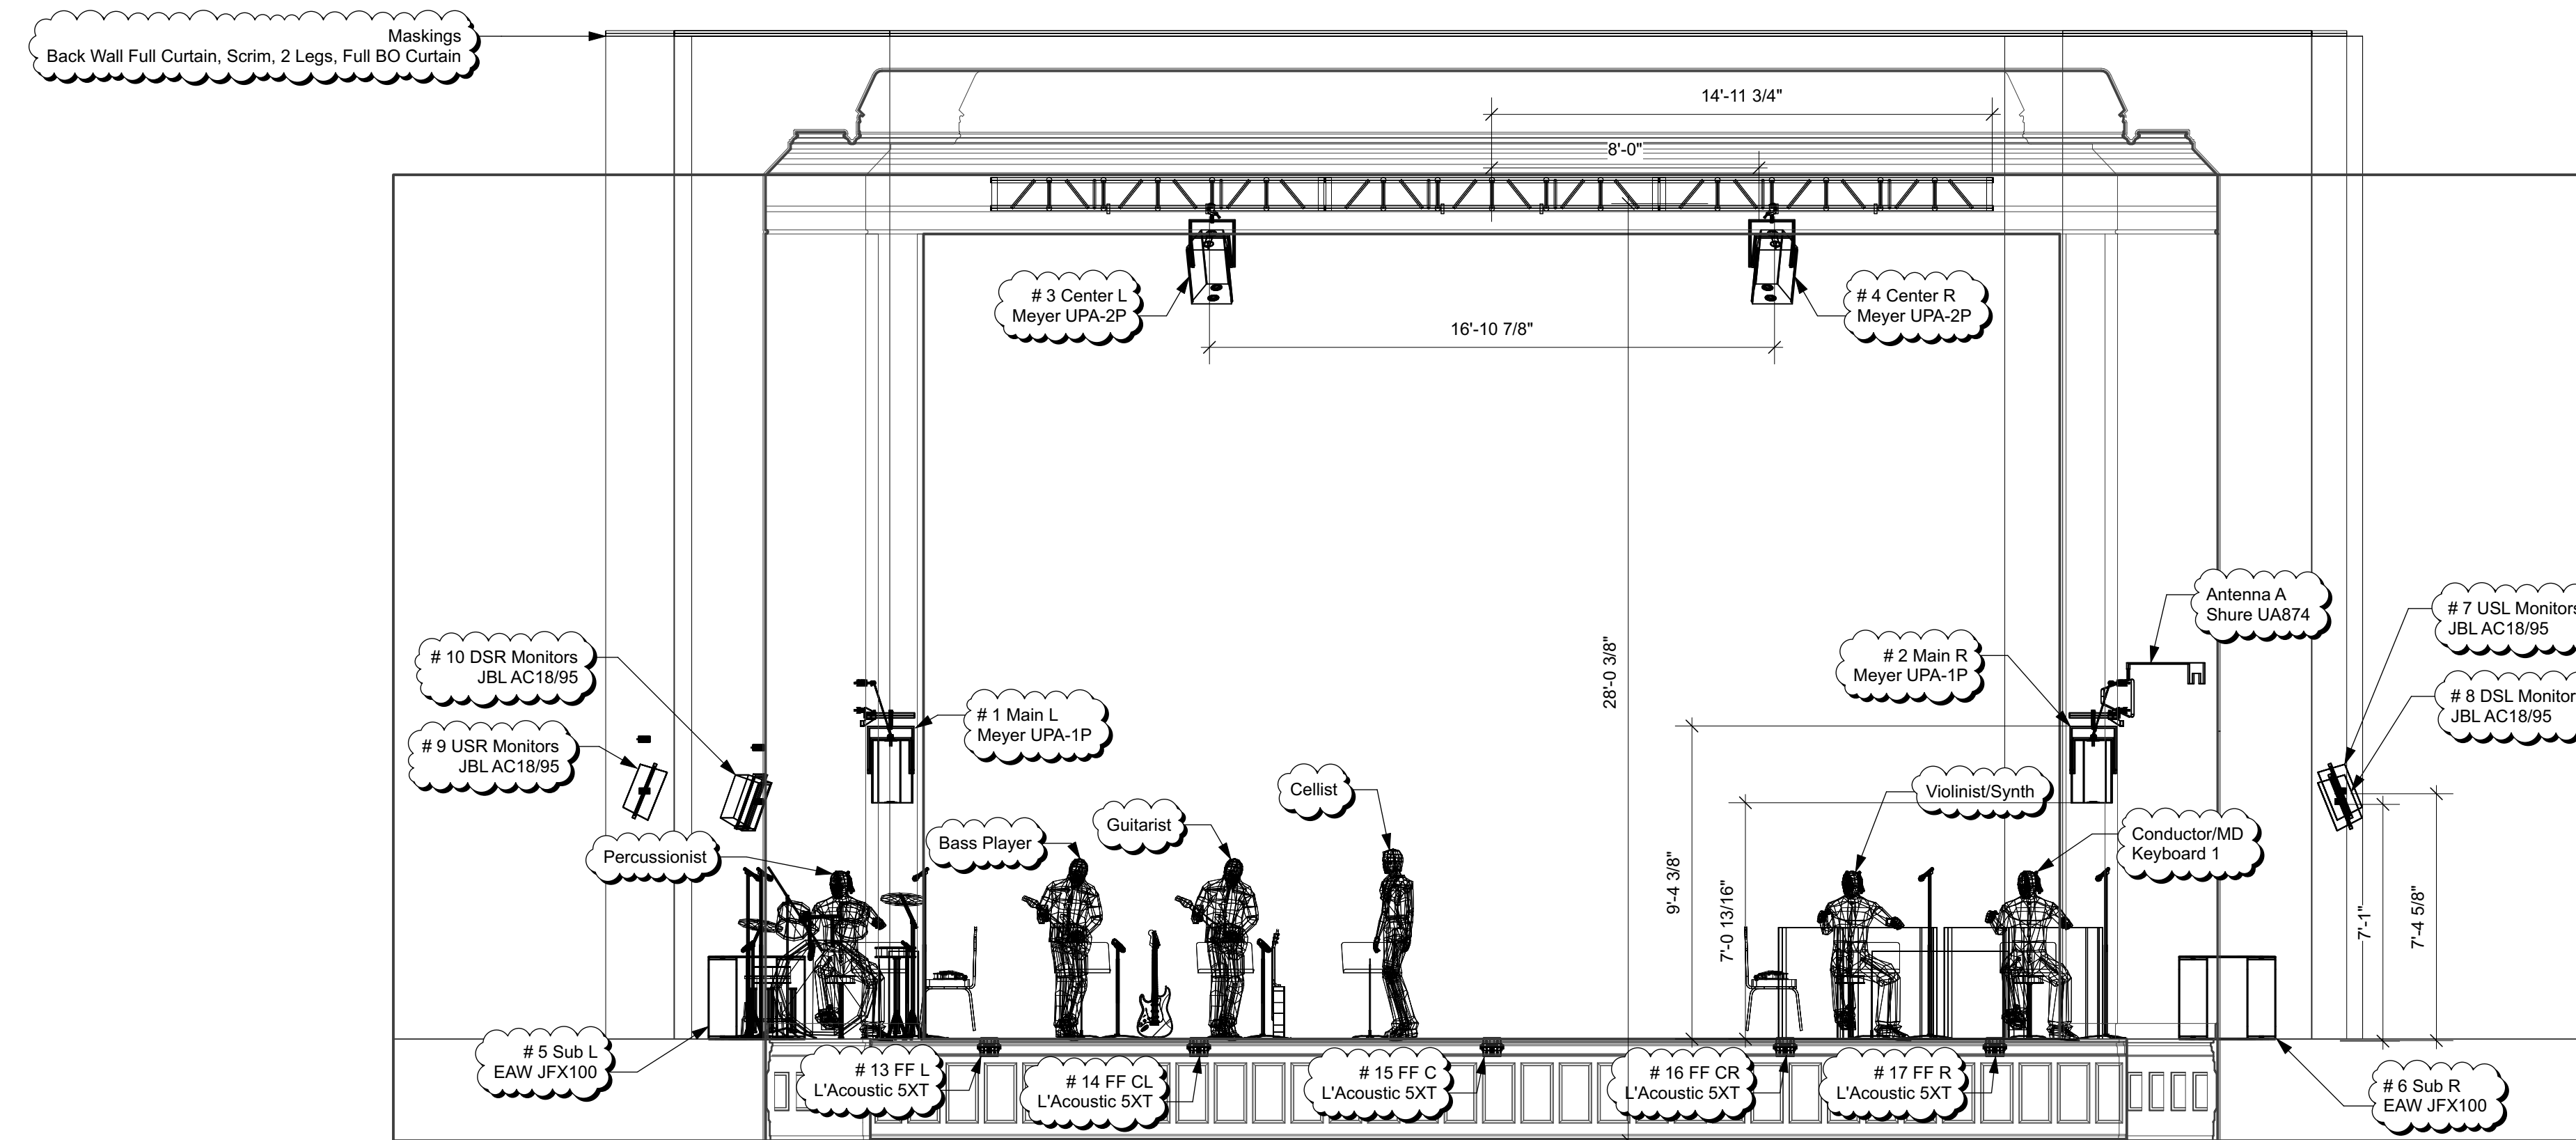 Maskings
Back Wall Full Curtain, Scrim, 2 Legs, Full BO Curtain
14'-11 3/4"
8'-0"
# 3 Center L
Meyer UPA-2P
# 4 Center R
Meyer UPA-2P
16'-10 7/8"
Antenna A
Shure UA874
# 7 USL Monitors
JBL AC18/95
# 10 DSR Monitors
JBL AC18/95
28'-0 3/8"
# 2 Main R
Meyer UPA-1P
# 8 DSL Monitor
JBL AC18/95
# 1 Main L
Meyer UPA-1P
# 9 USR Monitors
JBL AC18/95
Cellist
Violinist/Synth
Guitarist
Bass Player
Percussionist
Conductor/MD
Keyboard 1
9'-4 3/8"
7'-0 13/16"
7'-1"
7'-4 5/8"
# 5 Sub L
EAW JFX100
# 13 FF L
L'Acoustic 5XT
# 14 FF CL
L'Acoustic 5XT
# 15 FF C
L'Acoustic 5XT
# 16 FF CR
L'Acoustic 5XT
# 17 FF R
L'Acoustic 5XT
# 6 Sub R
EAW JFX100